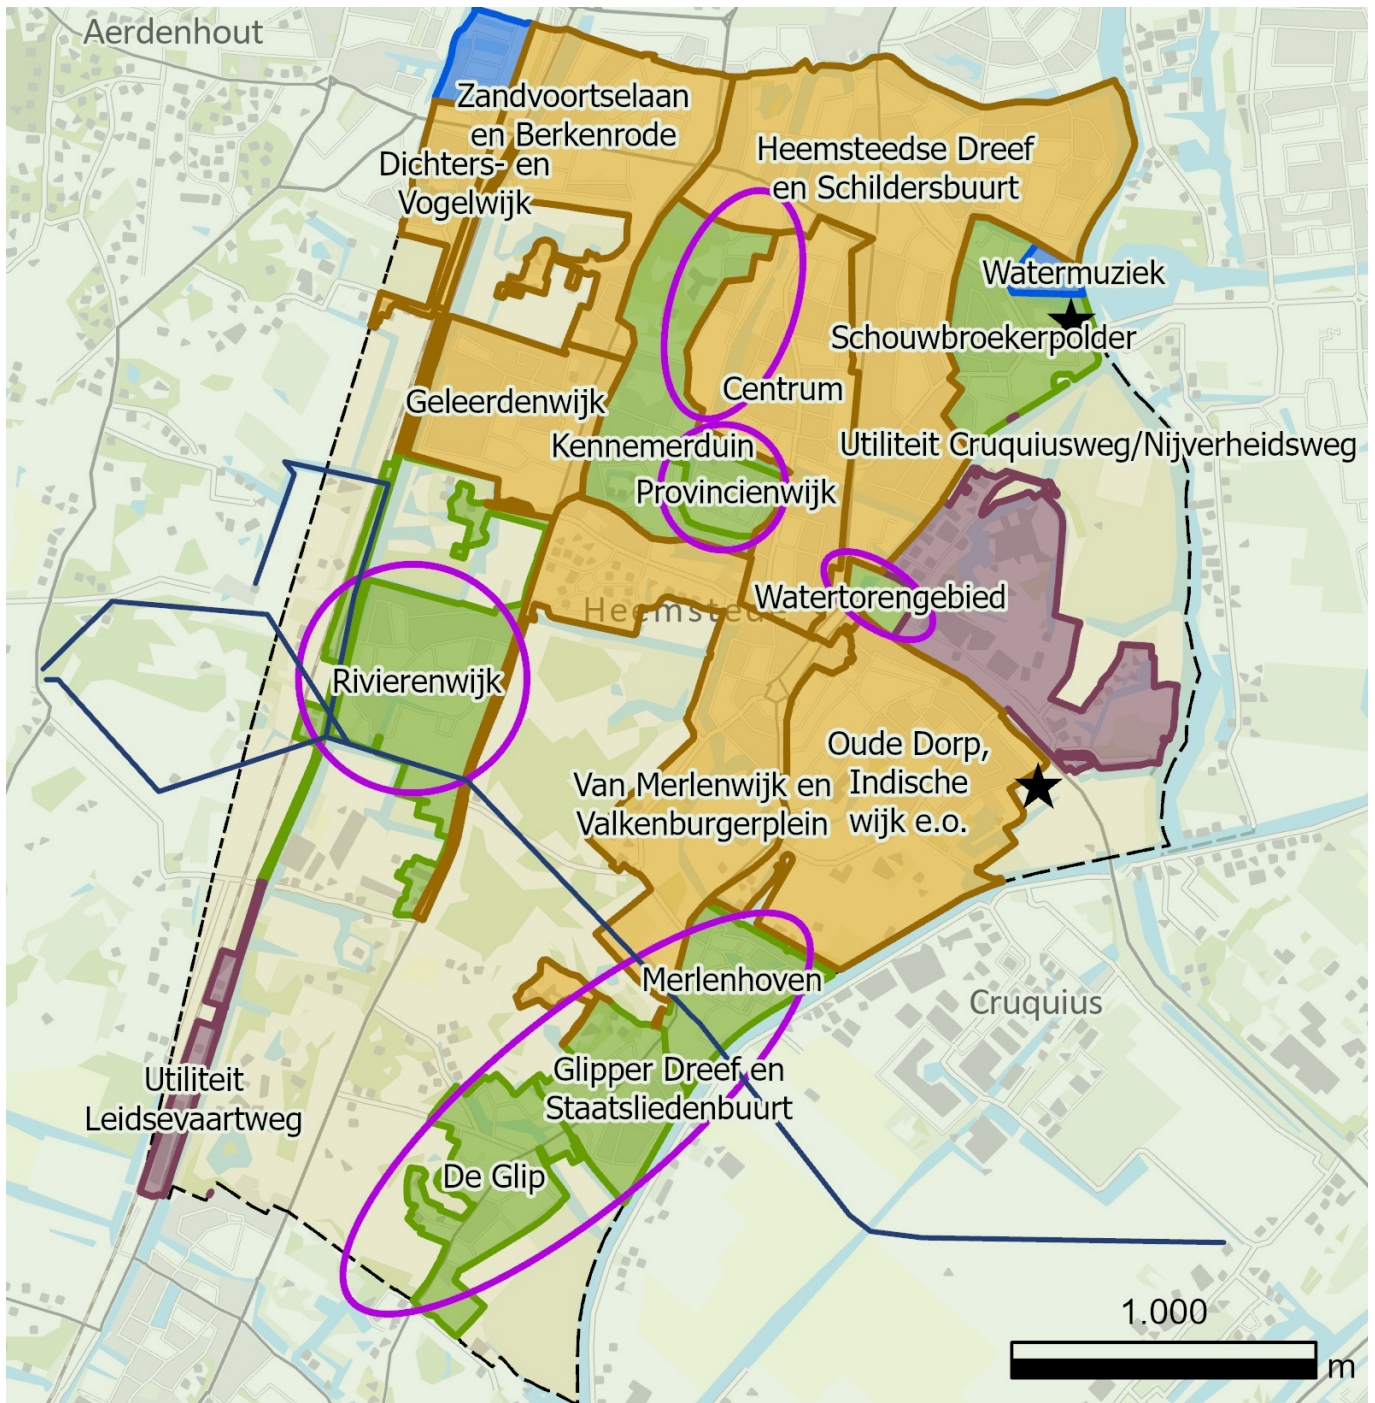 Aerdenhout
Zandvoortselaan
en Berkenrode
Dichters- en
Vogelwijk
Heemsteedse Dreef
en Schildersbuurt
Watermuziek
Schouwbroekerpolder
Centrum
Geleerdenwijk
Kennemerduin
Utiliteit Cruquiusweg/Nijverheidsweg
Provincienwijk
Watertorengebied
Heemstede
Rivierenwijk
Oude Dorp,
Indische
wijk e.o.
Van Merlenwijk en
Valkenburgerplein
Merlenhoven
Cruquius
Glipper Dreef en
Staatsliedenbuurt
Utiliteit
Leidsevaartweg
De Glip
1.000
m